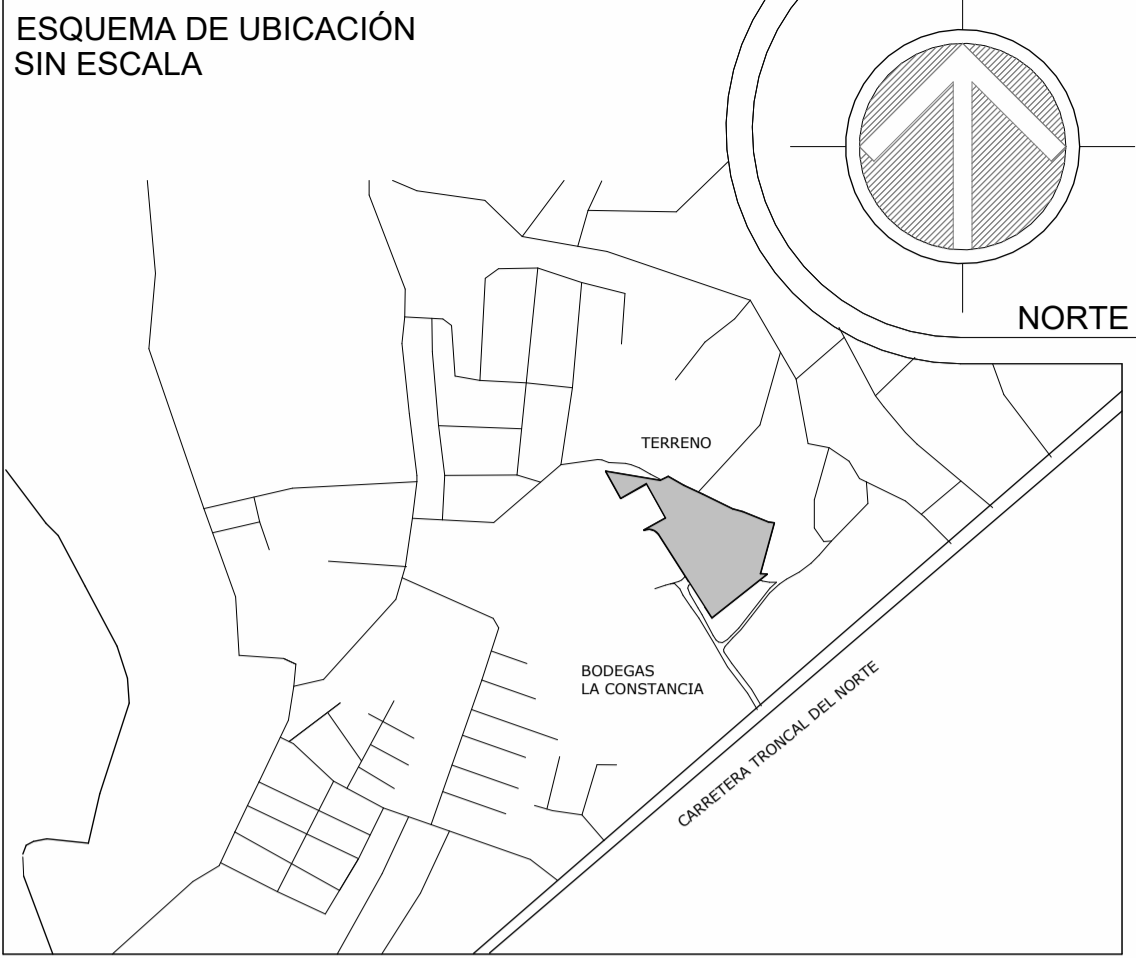 ESQUEMA DE UBICACIÓN
SIN ESCALA
NORTE
TERRENO
BODEGAS
LA CONSTANCIA
CARRETERA TRONCAL DEL NORTE